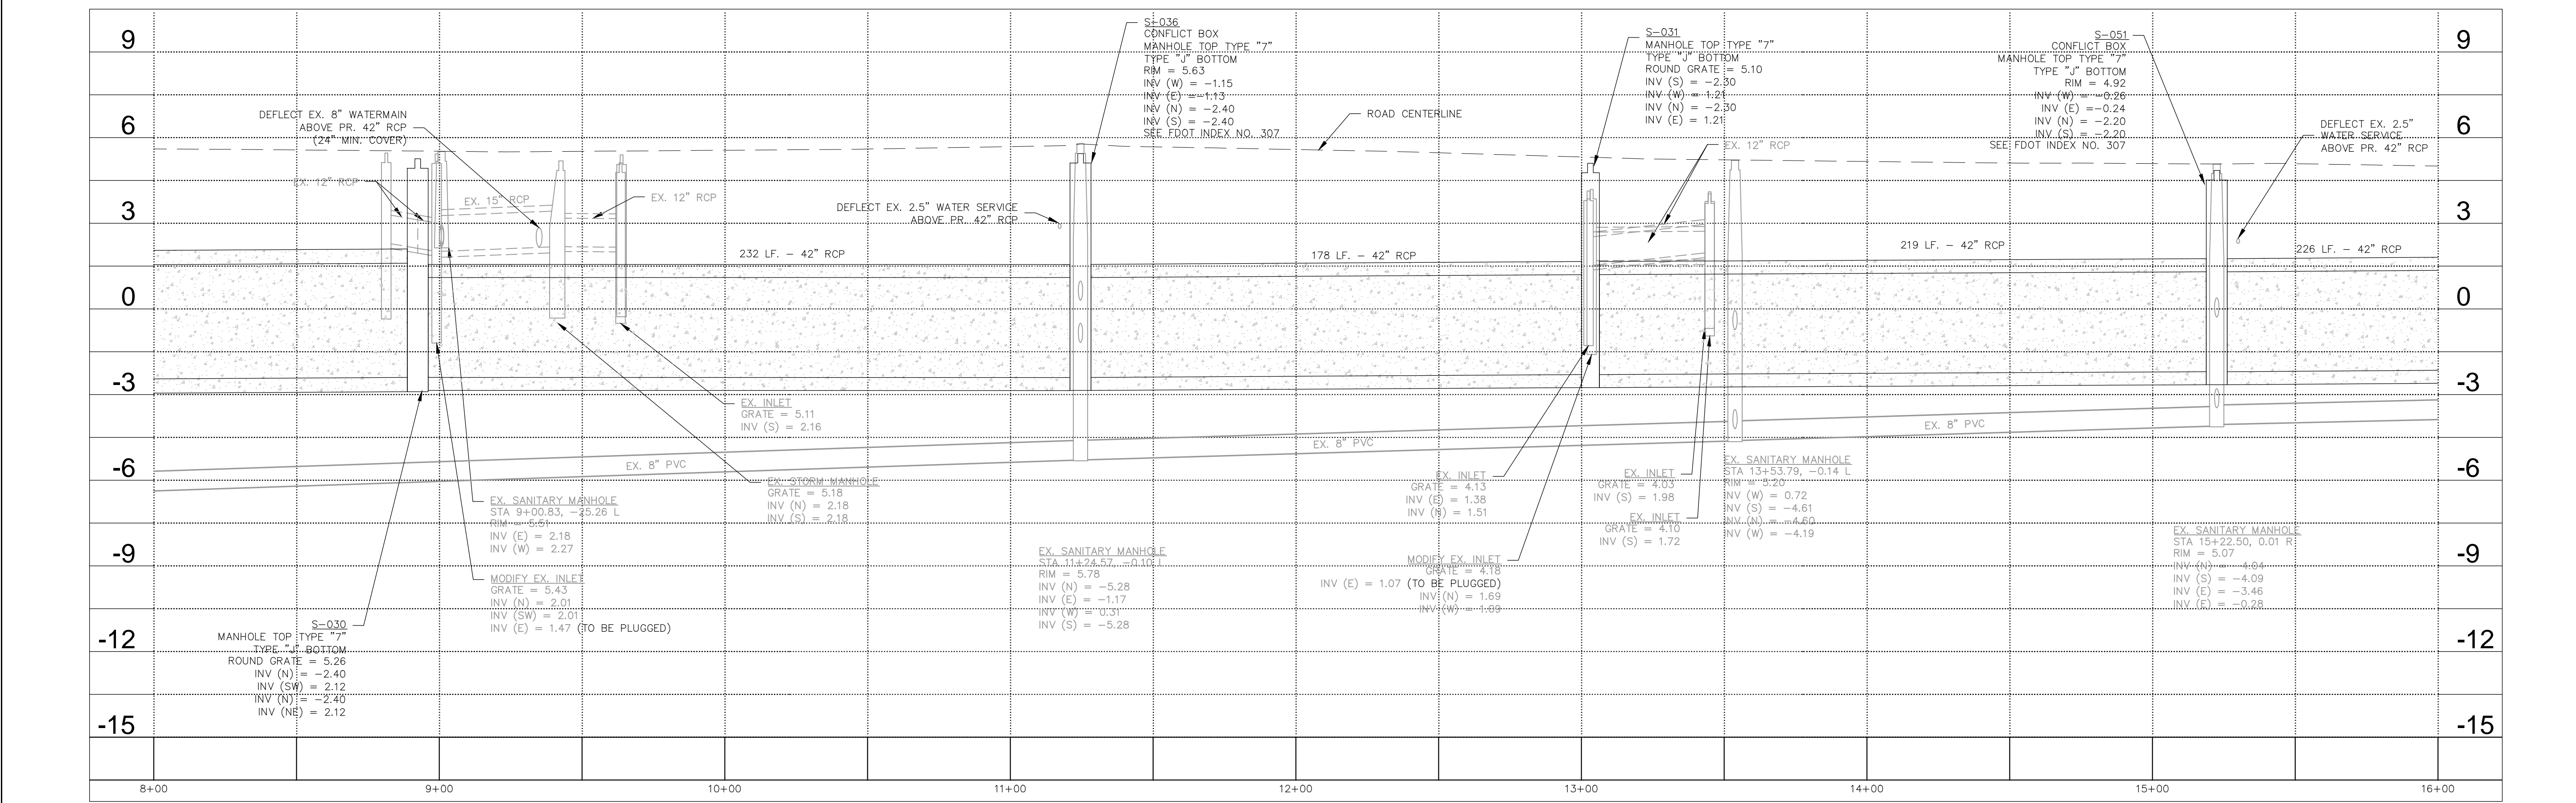 9
6
3
0
-3
-6
-9
-12
-15
DEFLECT EX. 8" WATERMAIN
ABOVE PR. 42" RCP
(24" MIN. COVER)
EX. 12" RCP
EX. 15" RCP
EX. 12" RCP
232 LF. - 42" RCP
DEFLECT EX. 2.5" WATER SERVICE
ABOVE PR. 42" RCP
S-036
CONFLICT BOX
MANHOLE TOP TYPE "7"
TYPE "J" BOTTOM
RIM = 5.63
INV (W) = -1.15
INV (E) =-1.13
INV (N) = -2.40
INV (S) = -2.40
SEE FDOT INDEX NO. 307
ROAD CENTERLINE
178 LF. - 42" RCP
S-031
MANHOLE TOP TYPE "7"
TYPE "J" BOTTOM
ROUND GRATE = 5.10
INV (S) = -2.30
INV (W) = 1.21
INV (N) = -2.30
INV (E) = 1.21
EX. 12" RCP
219 LF. - 42" RCP
S-051
CONFLICT BOX
MANHOLE TOP TYPE "7"
TYPE "J" BOTTOM
RIM = 4.92
INV (W) = -0.26
INV (E) =-0.24
INV (N) = -2.20
INV (S) = -2.20
SEE FDOT INDEX NO. 307
DEFLECT EX. 2.5"
WATER SERVICE
ABOVE PR. 42" RCP
226 LF. - 42" RCP
EX. INLET
GRATE = 5.11
INV (S) = 2.16
EX. 8" PVC
EX. STORM MANHOLE
GRATE = 5.18
INV (N) = 2.18
INV (S) = 2.18
EX. SANITARY MANHOLE
STA 9+00.83, -25.26 L
RIM = 5.51
INV (E) = 2.18
INV (W) = 2.27
MODIFY EX. INLET
GRATE = 5.43
INV (N) = 2.01
INV (SW) = 2.01
INV (E) = 1.47 (TO BE PLUGGED)
S-030
MANHOLE TOP TYPE "7"
TYPE "J" BOTTOM
ROUND GRATE = 5.26
INV (N) = -2.40
INV (SW) = 2.12
INV (N) = -2.40
INV (NE) = 2.12
EX. SANITARY MANHOLE
STA 11+24.57, -0.10 L
RIM = 5.78
INV (N) = -5.28
INV (E) = -1.17
INV (W) = 0.31
INV (S) = -5.28
EX. 8" PVC
EX. INLET
GRATE = 4.13
INV (E) = 1.38
INV (N) = 1.51
MODIFY EX. INLET
GRATE = 4.18
INV (E) = 1.07 (TO BE PLUGGED)
INV (N) = 1.69
INV (W) = 1.09
EX. INLET
GRATE = 4.03
INV (S) = 1.98
EX. INLET
GRATE = 4.10
INV (S) = 1.72
EX. SANITARY MANHOLE
STA 13+53.79, -0.14 L
RIM = 5.20
INV (W) = 0.72
INV (S) = -4.61
INV (N) = -4.60
INV (W) = -4.19
EX. 8" PVC
EX. SANITARY MANHOLE
STA 15+22.50, 0.01 R
RIM = 5.07
INV (N) = -4.04
INV (S) = -4.09
INV (E) = -3.46
INV (E) = -0.28
9
6
3
0
-3
-6
-9
-12
-15
8+00
9+00
10+00
11+00
12+00
13+00
14+00
15+00
16+00